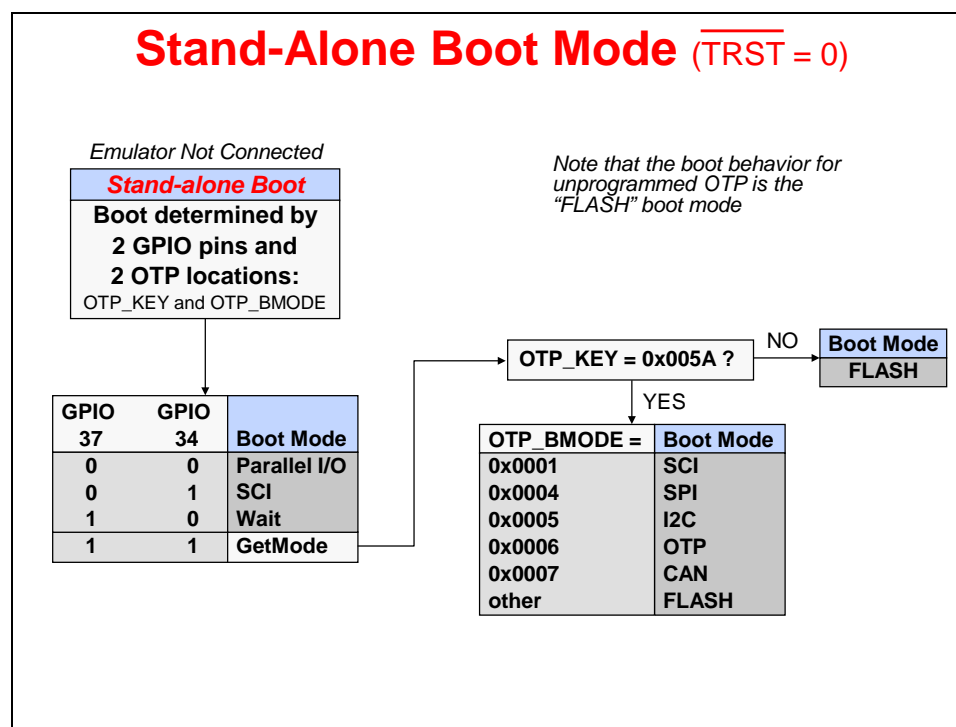 Stand-Alone Boot Mode (TRST = 0)
Emulator Not Connected
Stand-alone Boot
Boot determined by
2 GPIO pins and
2 OTP locations:
OTP_KEY and OTP_BMODE
Note that the boot behavior for
unprogrammed OTP is the
“FLASH” boot mode
GPIO GPIO
37 34 Boot Mode
0 0 Parallel I/O
0 1 SCI
1 0 Wait
1 1 GetMode
OTP_KEY = 0x005A ?
NO
Boot Mode
FLASH
YES
OTP_BMODE = Boot Mode
0x0001 SCI
0x0004 SPI
0x0005 I2C
0x0006 OTP
0x0007 CAN
other FLASH